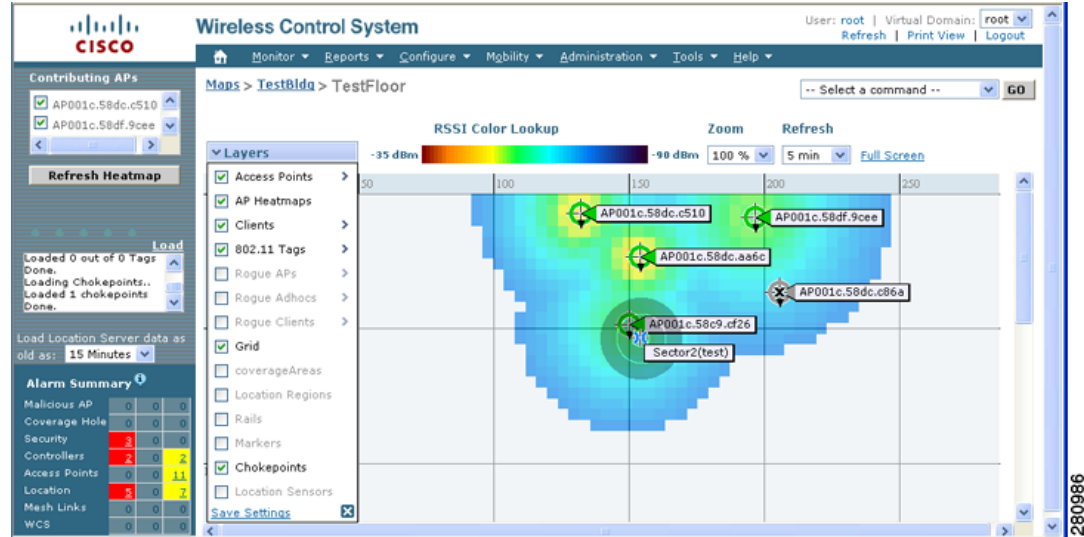 CISCO
Wireless Control System
User: root | Virtual Domain: root
Refresh | Print View | Logout
Monitor Reports Configure Mobility Administration Tools Help
Contributing APs
AP001c.58dc.c510
AP001c.58df.9cee
Refresh Heatmap
Load
Loaded 0 out of 0 Tags
Done.
Loading Chokepoints..
Loaded 1 chokepoints
Done.
Load Location Server data as
old as: 15 Minutes
Alarm Summary
Malicious AP 0 0 0
Coverage Hole 0 0 0
Security 0 0
Controllers 2 0 2
Access Points 0 0 11
Location 0 7
Mesh Links 0 0 0
WCS 0 0 0
Maps > TestBldg > TestFloor
-- Select a command -- GO
RSSI Color Lookup
Zoom
Refresh
-35 dBm
-90 dBm
100 %
5 min
Full Screen
Layers
Access Points
AP Heatmaps
Clients
802.11 Tags
Rogue APs
Rogue Adhocs
Rogue Clients
Grid
coverageAreas
Location Regions
Rails
Markers
Chokepoints
Location Sensors
Save Settings
50
100
150
200
250
AP001c.58dc.c510
AP001c.58df.9cee
AP001c.58dc.aa6c
AP001c.58dc.c86a
AP001c.58c9.cf26
Sector2(test)
280986